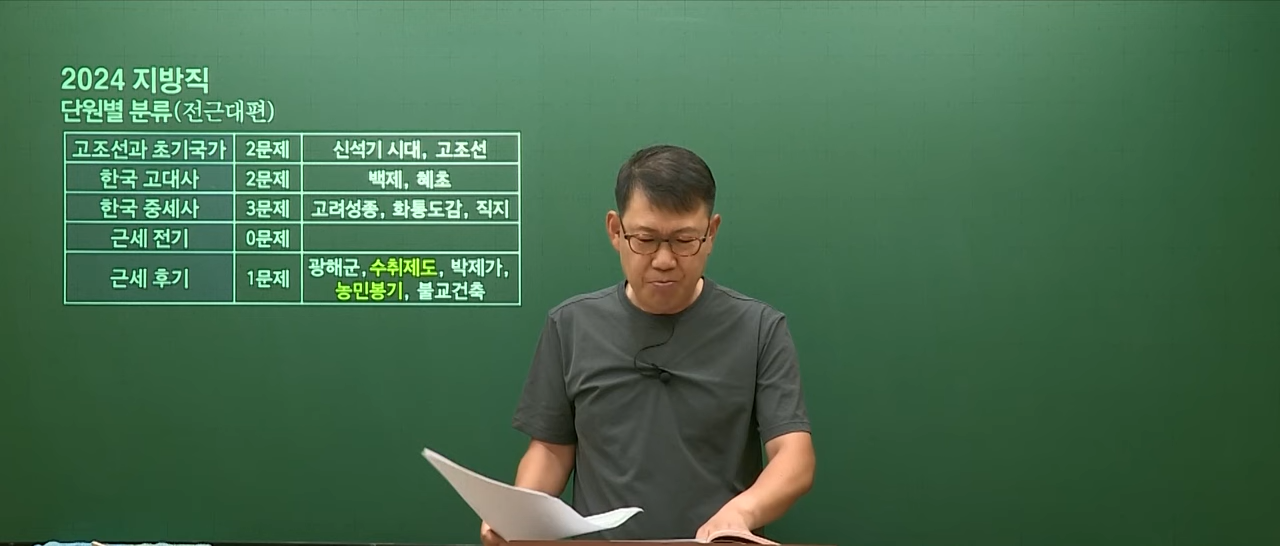 2024 지방직
단원별 분류(전근대편)
고조선과 초기국가 2문제 신석기 시대, 고조선
한국 고대사 2문제 백제, 혜초
한국 중세사 3문제 고려성종, 화통도감, 직지
근세 전기 0문제
근세 후기 1문제 광해군, 수취제도, 박제가,
농민봉기, 불교건축